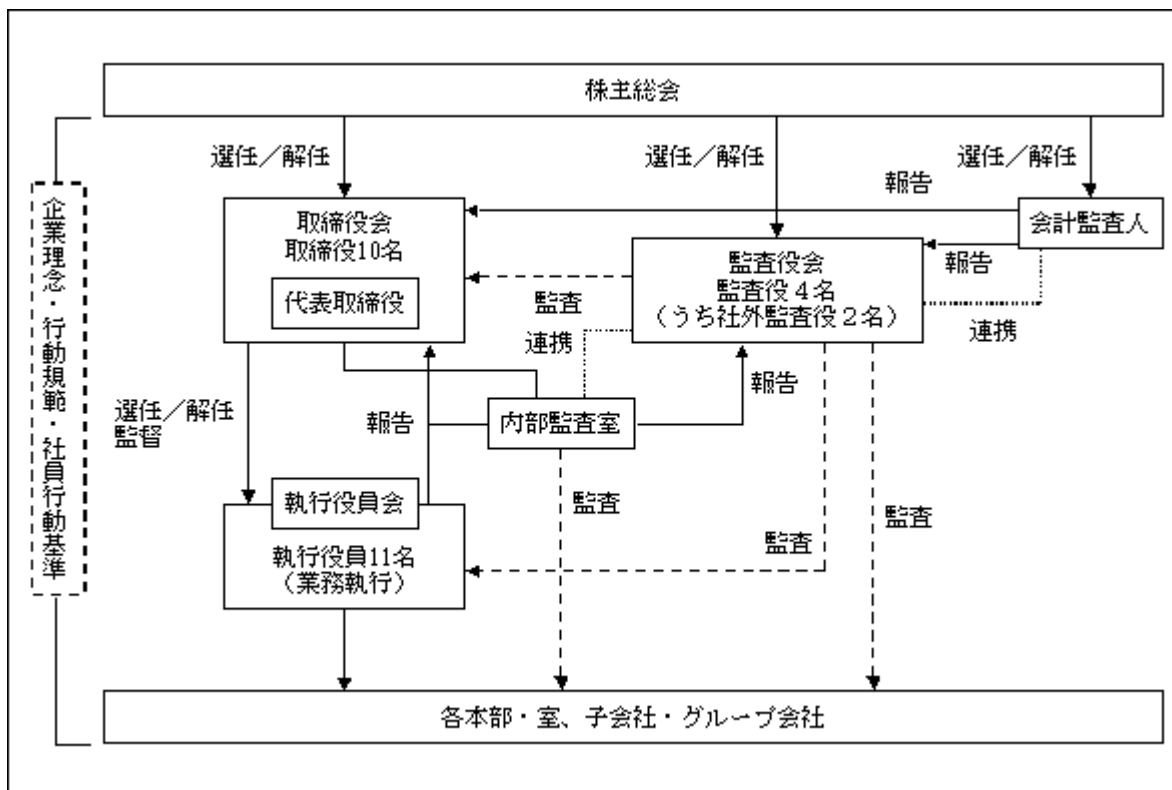 株主総会
選任／解任
選任／解任
選任／解任
報告
取締役会
取締役10名
代表取締役
会計監査人
報告
監査役会
監査役４名
（うち社外監査役２名）
監査
連携
連携
企業理念・行動規範・社員行動基準
選任／解任
監督
報告
内部監査室
報告
執行役員会
執行役員11名
（業務執行）
監査
監査
監査
各本部・室、子会社・グループ会社